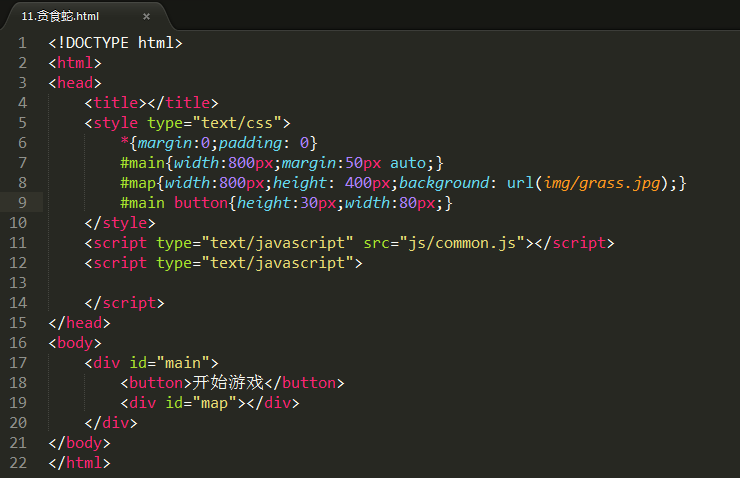 11.贪食蛇.html ×
1 <!DOCTYPE html>
2 <html>
3 <head>
4     <title></title>
5     <style type="text/css">
6         *{margin:0;padding: 0}
7         #main{width:800px;margin:50px auto;}
8         #map{width:800px;height: 400px;background: url(img/grass.jpg);}
9         #main button{height:30px;width:80px;}
10     </style>
11     <script type="text/javascript" src="js/common.js"></script>
12     <script type="text/javascript">
13
14     </script>
15 </head>
16 <body>
17     <div id="main">
18         <button>开始游戏</button>
19         <div id="map"></div>
20     </div>
21 </body>
22 </html>